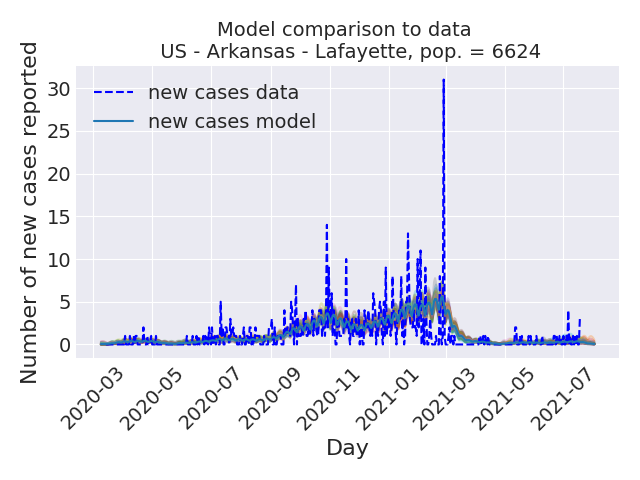 Model comparison to data
US - Arkansas - Lafayette, pop. = 6624
Number of new cases reported
30
25
20
15
10
5
0
new cases data
new cases model
2020-03
2020-05
2020-07
2020-09
2020-11
2021-01
2021-03
2021-05
2021-07
Day